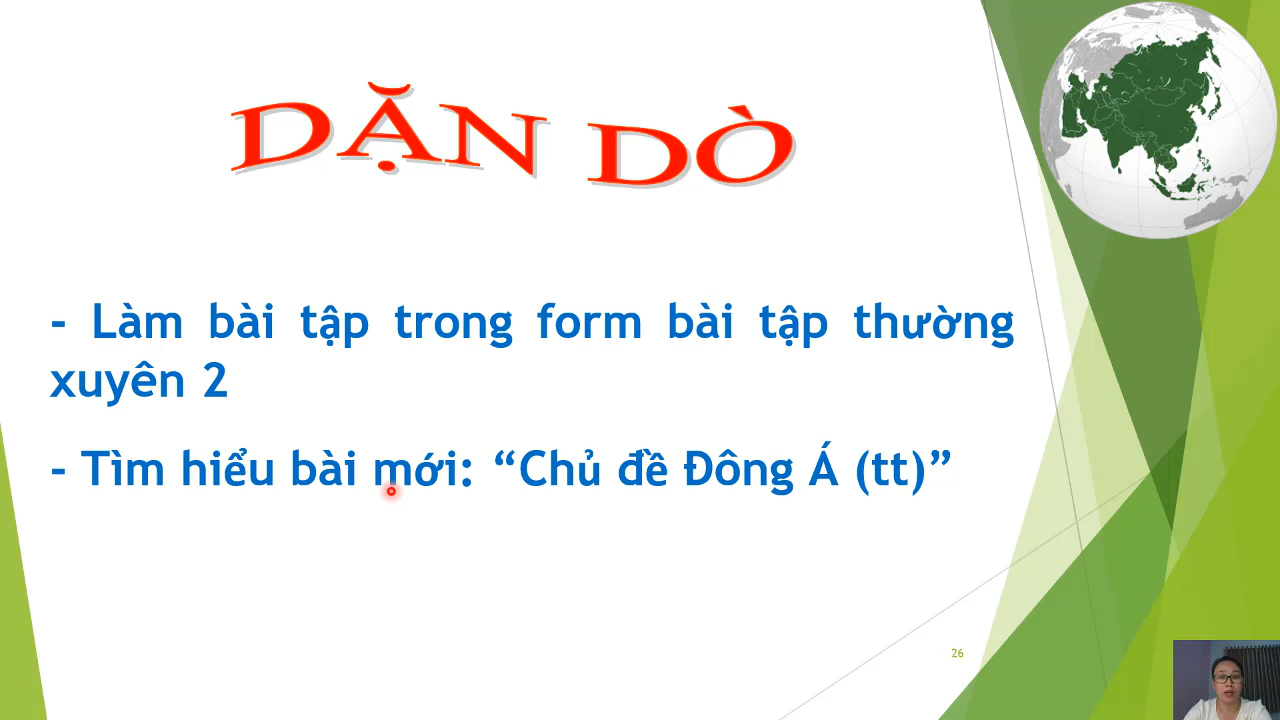 DẶN DÒ
- Làm bài tập trong form bài tập thường
xuyên 2
- Tìm hiểu bài mới: “Chủ đề Đông Á (tt)”
26